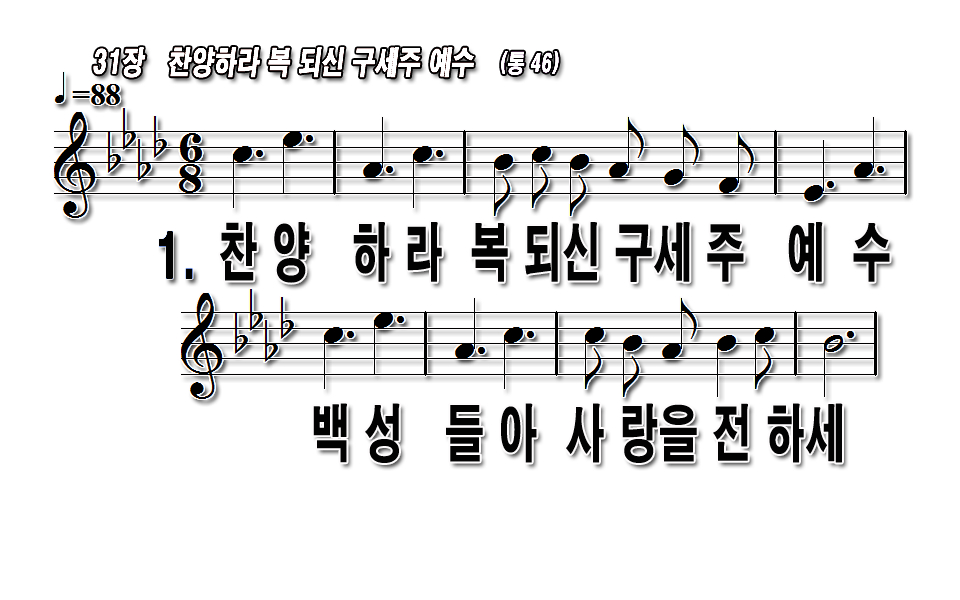 31장 찬양하라 복 되신 구세주 예수 (통 46)
♩=88
6
8
1. 찬 양 하 라 복 되신 구세 주 예 수
백 성 들 아 사 랑을 전 하세